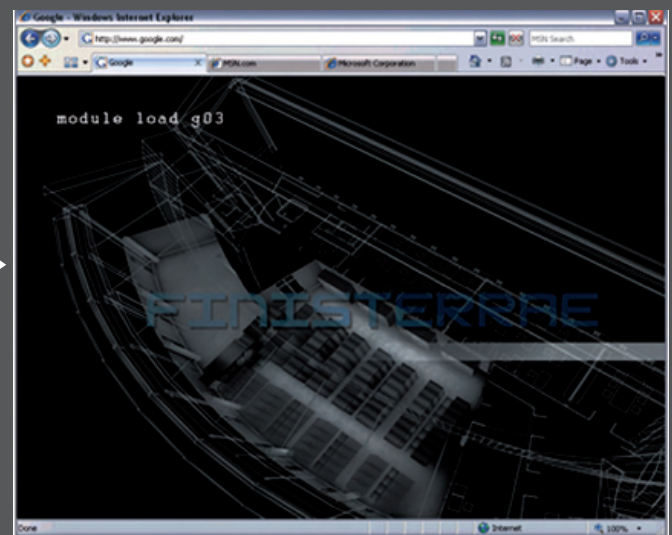 Google - Windows Internet Explorer
http://www.google.com/ MSN Search
Google MSN.com Microsoft Corporation Page Tools
module load g03
FINISTERRAE
Done Internet 100%